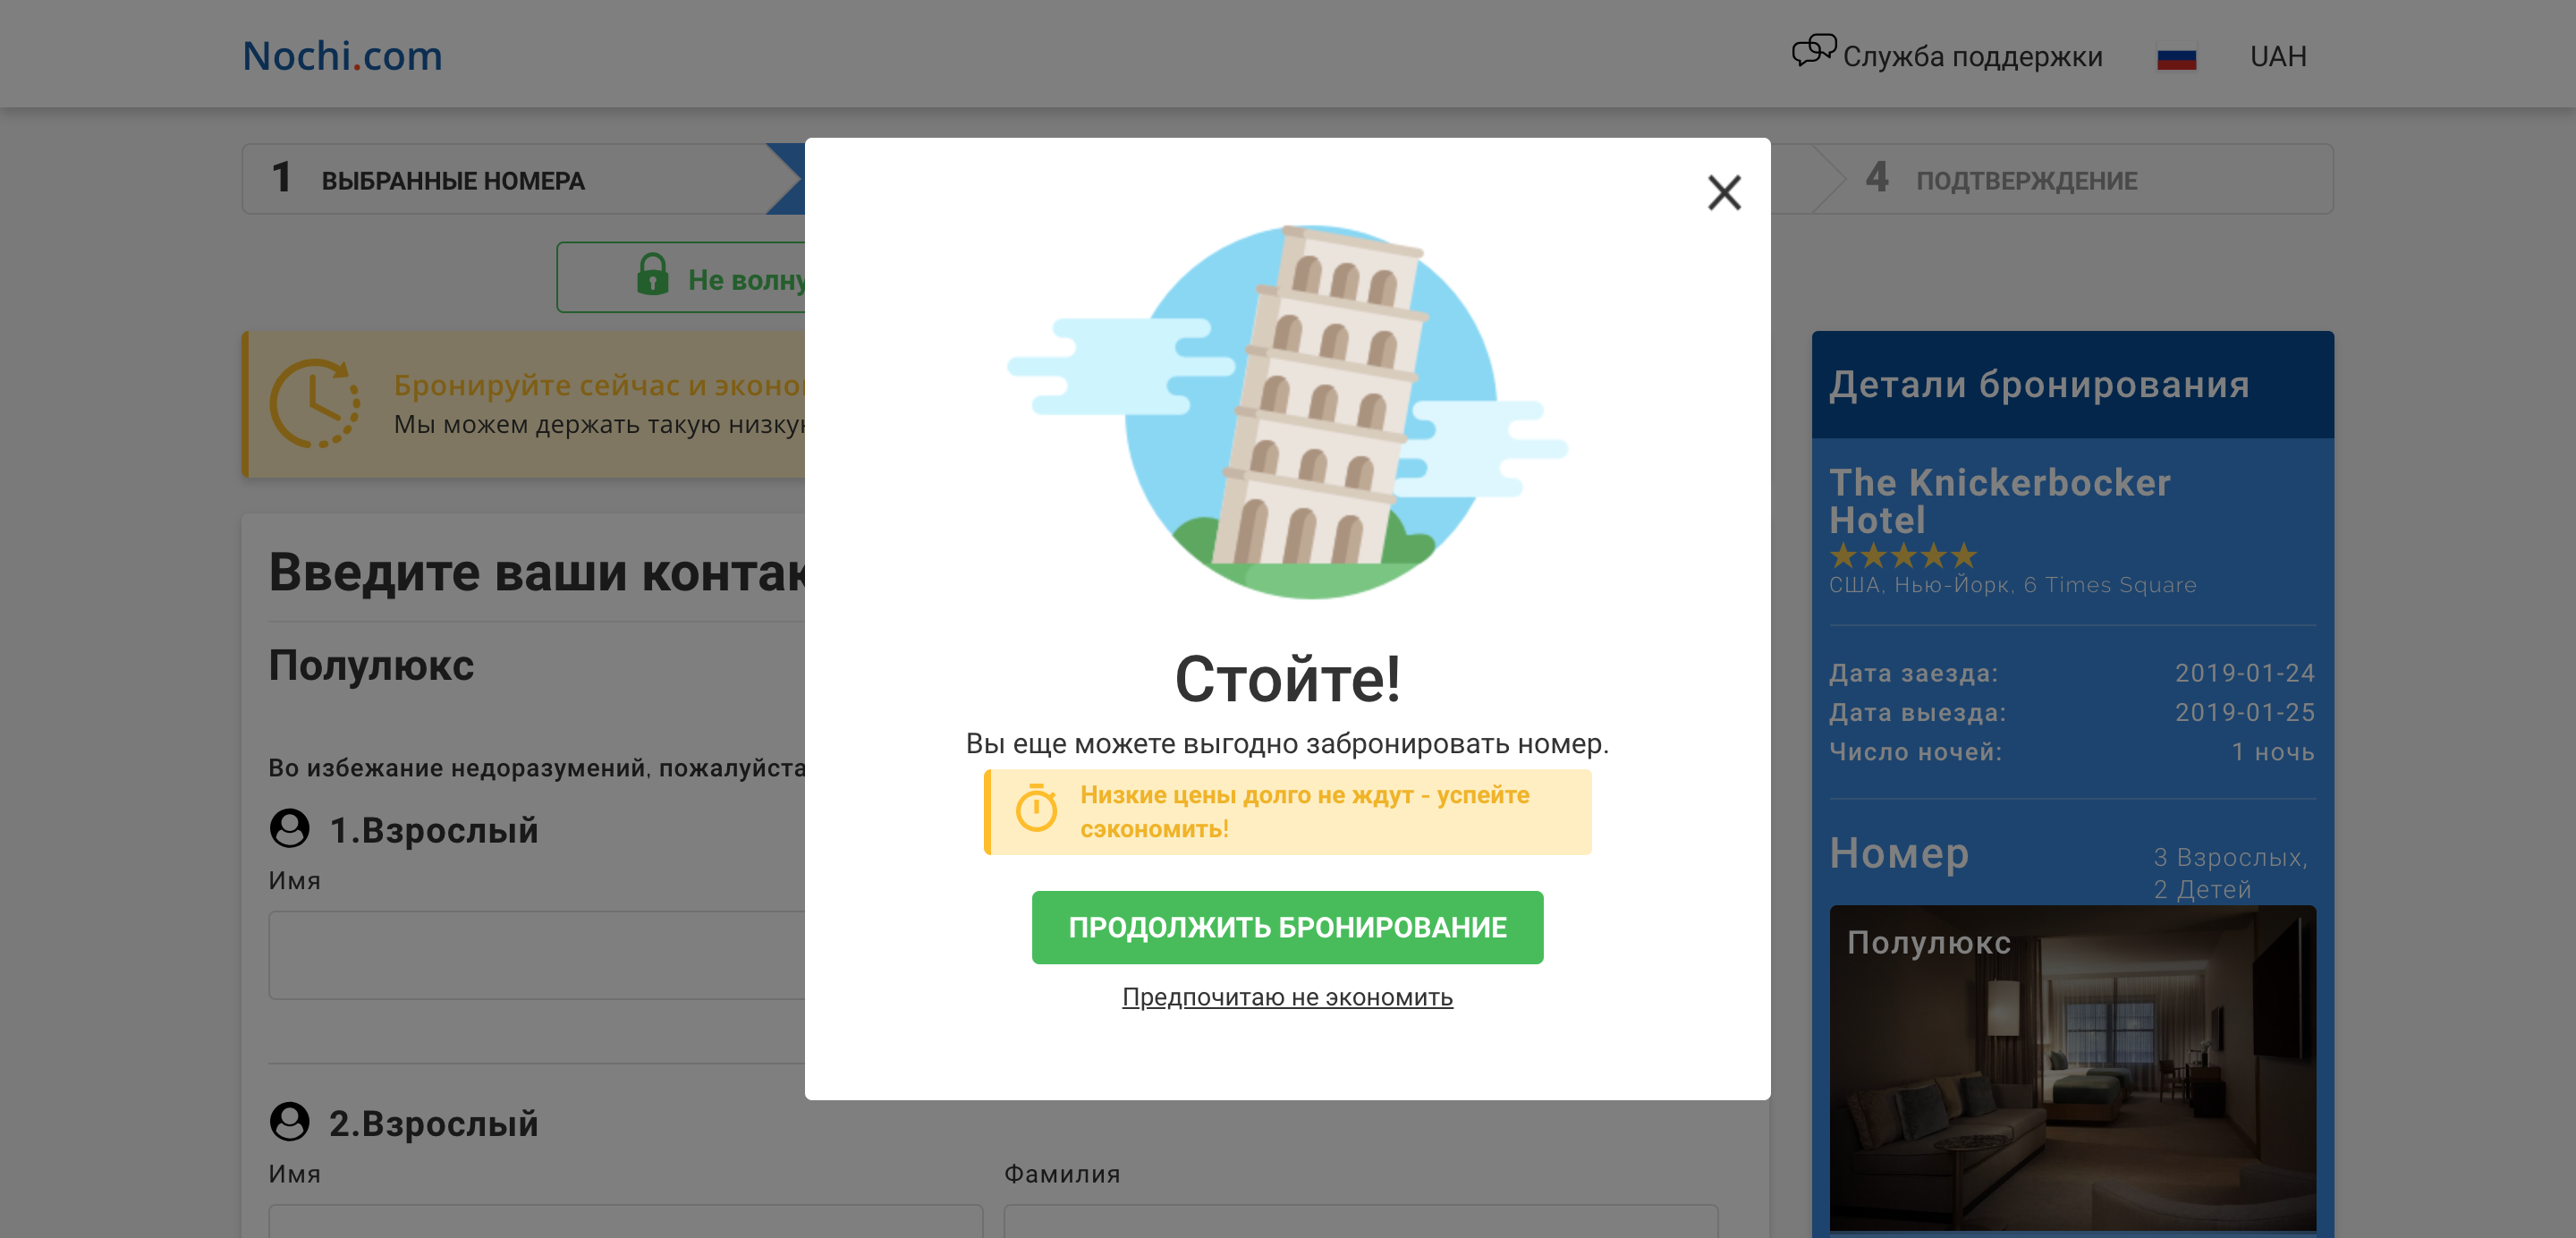 Nochi.com
Служба поддержки
UAH
1 ВЫБРАННЫЕ НОМЕРА
4 ПОДТВЕРЖДЕНИЕ
Не
Бронируйте сейчас и
Мы можем держать такую
Введите ваши
Полулюкс
Во избежание недоразумений, пожалуйста
1.Взрослый
Имя
2.Взрослый
Имя
Фамилия
Стойте!
Вы еще можете выгодно забронировать номер.
Низкие цены долго не ждут - успейте
сэкономить!
ПРОДОЛЖИТЬ БРОНИРОВАНИЕ
Предпочитаю не экономить
Детали бронирования
The Knickerbocker
Hotel
США, Нью-Йорк, 6 Times Square
Дата заезда: 2019-01-24
Дата выезда: 2019-01-25
Число ночей: 1 ночь
Номер
3 Взрослых,
2 Детей
Полулюкс